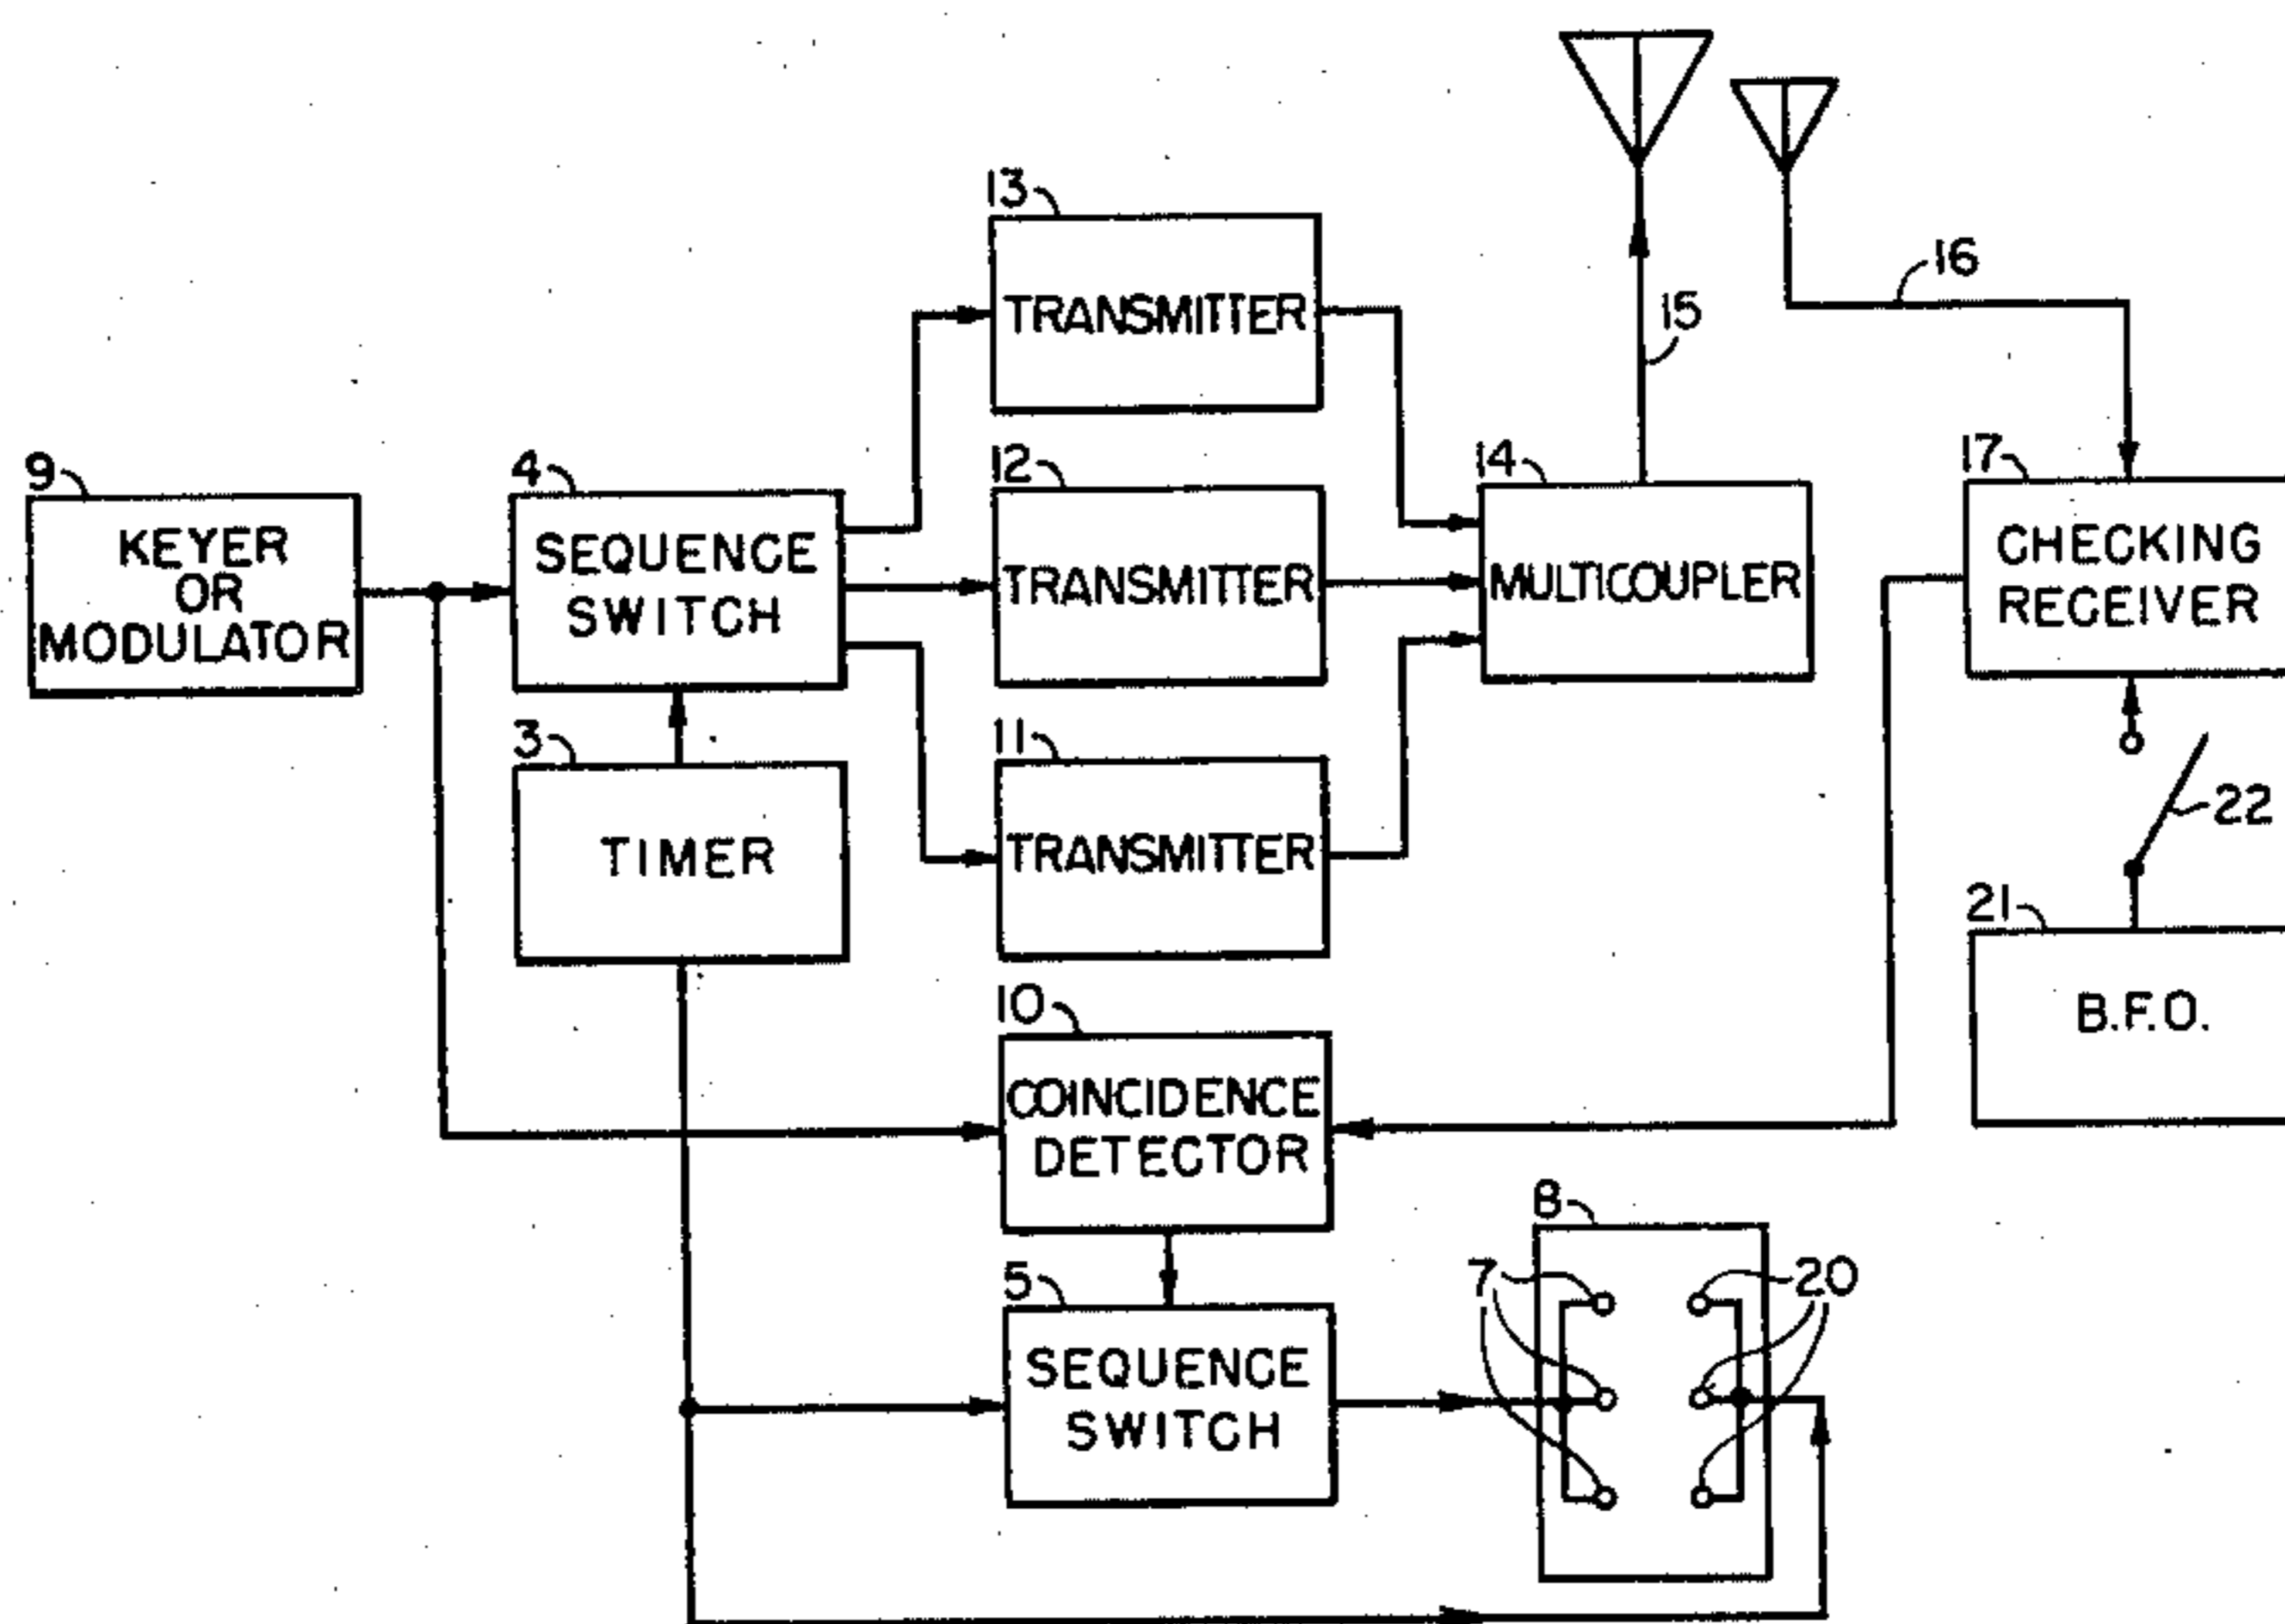 13
TRANSMITTER
15
16
9
KEYER
OR
MODULATOR
4
SEQUENCE
SWITCH
12
TRANSMITTER
14
MULTICOUPLER
17
CHECKING
RECEIVER
3
TIMER
11
TRANSMITTER
22
21
B.F.O.
10
COINCIDENCE
DETECTOR
5
SEQUENCE
SWITCH
8
7
20